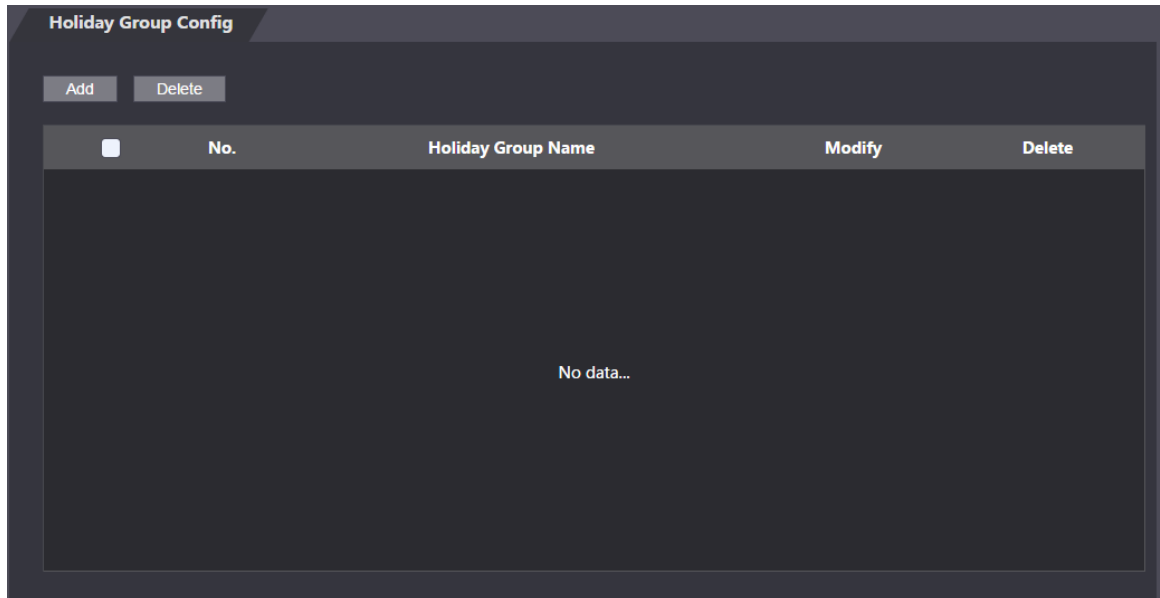 Holiday Group Config
Add Delete
No. Holiday Group Name Modify Delete
No data...